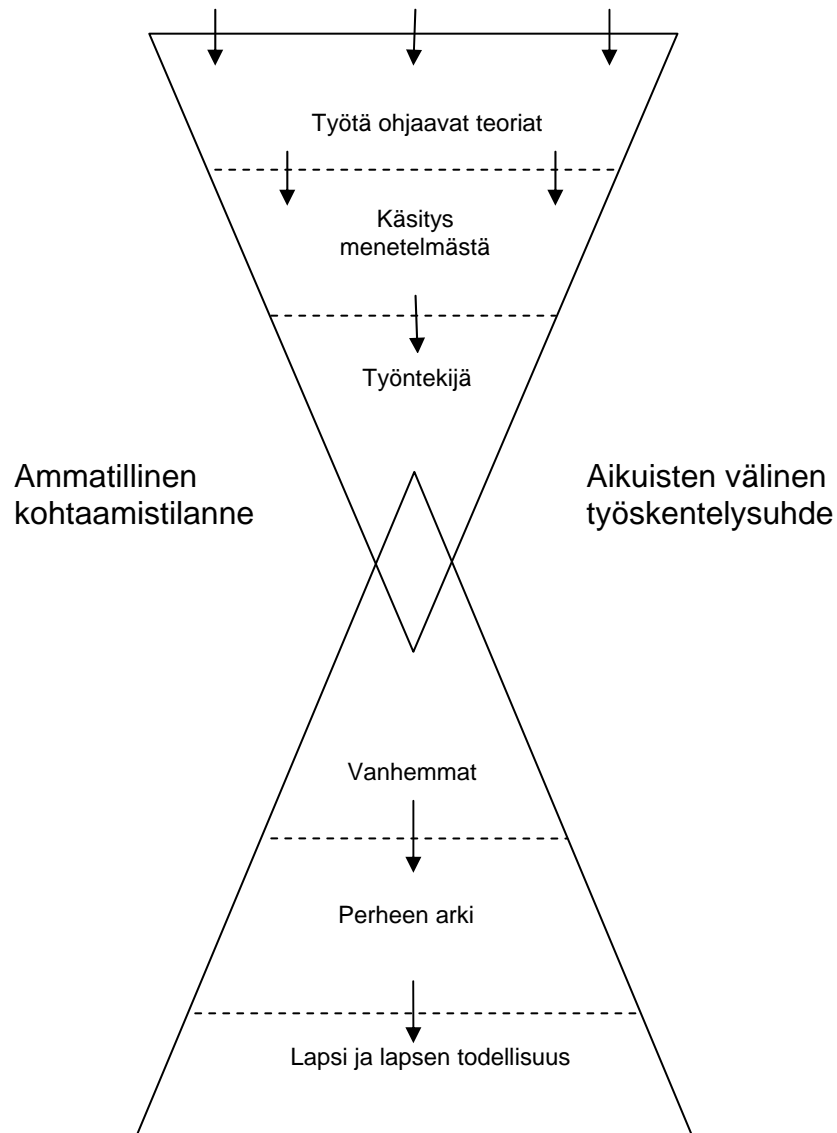 Työtä ohjaavat teoriat
Käsitys
menetelmästä
Työntekijä
Ammatillinen
kohtaamistilanne
Aikuisten välinen
työskentelysuhde
Vanhemmat
Perheen arki
Lapsi ja lapsen todellisuus